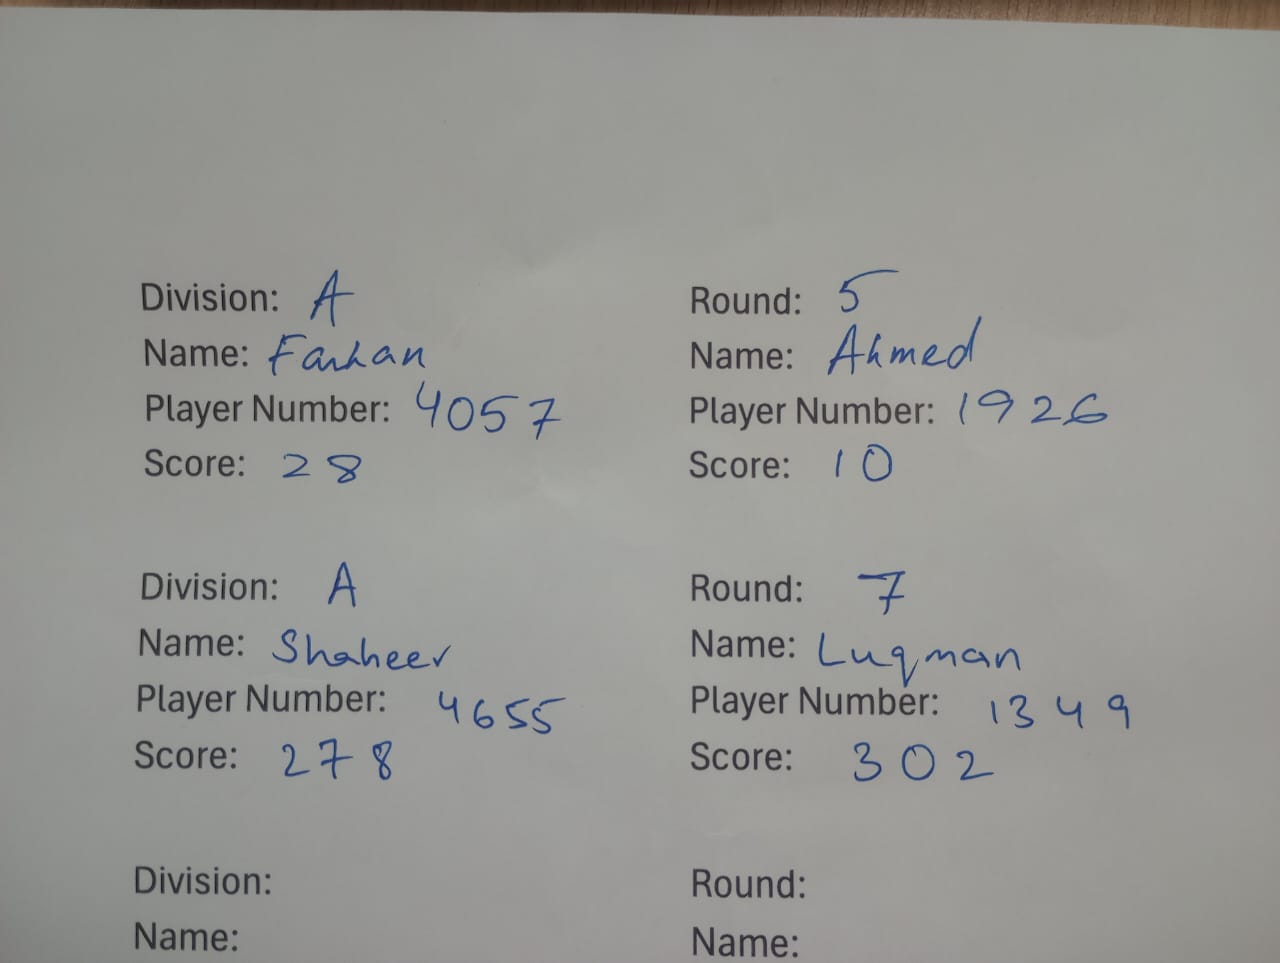 Division: A Round: 5
Name: Farhan Name: Ahmed
Player Number: 4057 Player Number: 1926
Score: 28 Score: 10
Division: A Round: 7
Name: Shaheer Name: Luqman
Player Number: 4655 Player Number: 1349
Score: 278 Score: 302
Division: Round:
Name: Name: